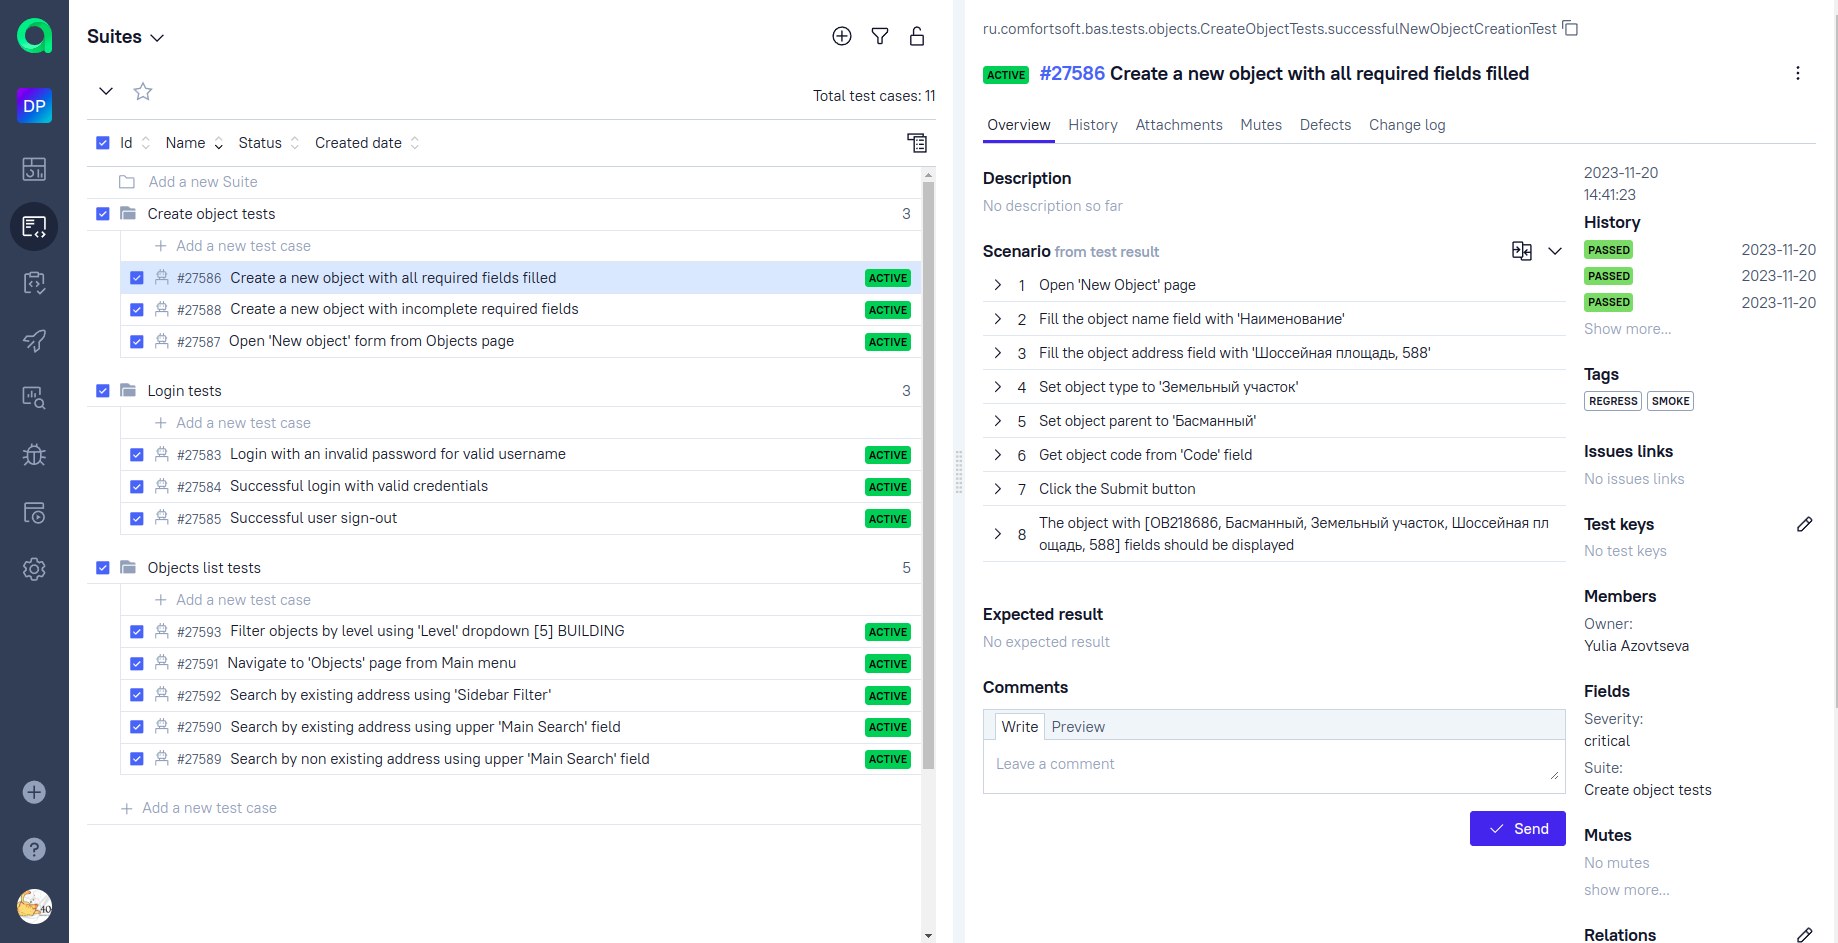 DP
Suites
Total test cases: 11
Id Name Status Created date
Add a new Suite
Create object tests 3
Add a new test case
#27586 Create a new object with all required fields filled ACTIVE
#27588 Create a new object with incomplete required fields ACTIVE
#27587 Open 'New object' form from Objects page ACTIVE
Login tests 3
Add a new test case
#27583 Login with an invalid password for valid username ACTIVE
#27584 Successful login with valid credentials ACTIVE
#27585 Successful user sign-out ACTIVE
Objects list tests 5
Add a new test case
#27593 Filter objects by level using 'Level' dropdown [5] BUILDING ACTIVE
#27591 Navigate to 'Objects' page from Main menu ACTIVE
#27592 Search by existing address using 'Sidebar Filter' ACTIVE
#27590 Search by existing address using upper 'Main Search' field ACTIVE
#27589 Search by non existing address using upper 'Main Search' field ACTIVE
Add a new test case
ru.comfortsoft.bas.tests.objects.CreateObjectTests.successfulNewObjectCreationTest
ACTIVE #27586 Create a new object with all required fields filled
Overview History Attachments Mutes Defects Change log
Description
No description so far
Scenario from test result
1 Open 'New Object' page
2 Fill the object name field with 'Наименование'
3 Fill the object address field with 'Шоссейная площадь, 588'
4 Set object type to 'Земельный участок'
5 Set object parent to 'Басманный'
6 Get object code from 'Code' field
7 Click the Submit button
8 The object with [OB218686, Басманный, Земельный участок, Шоссейная пл
ощадь, 588] fields should be displayed
Expected result
No expected result
Comments
Write Preview
Leave a comment
Send
2023-11-20
14:41:23
History
PASSED 2023-11-20
PASSED 2023-11-20
PASSED 2023-11-20
Show more...
Tags
REGRESS SMOKE
Issues links
No issues links
Test keys
No test keys
Members
Owner:
Yulia Azovtseva
Fields
Severity:
critical
Suite:
Create object tests
Mutes
No mutes
show more...
Relations
40